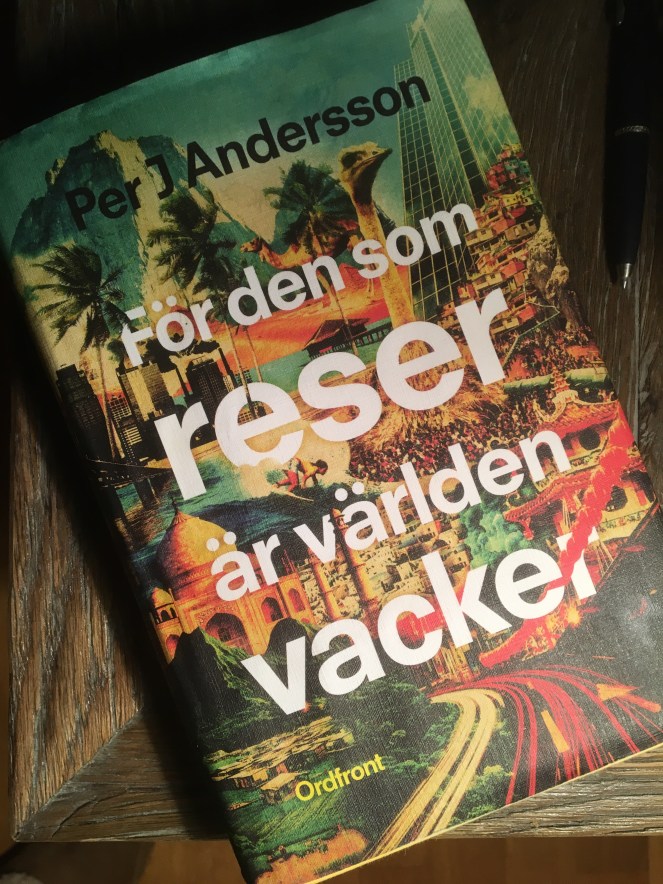 Per J Andersson
För den som
reser
är världen
vacker
Ordfront